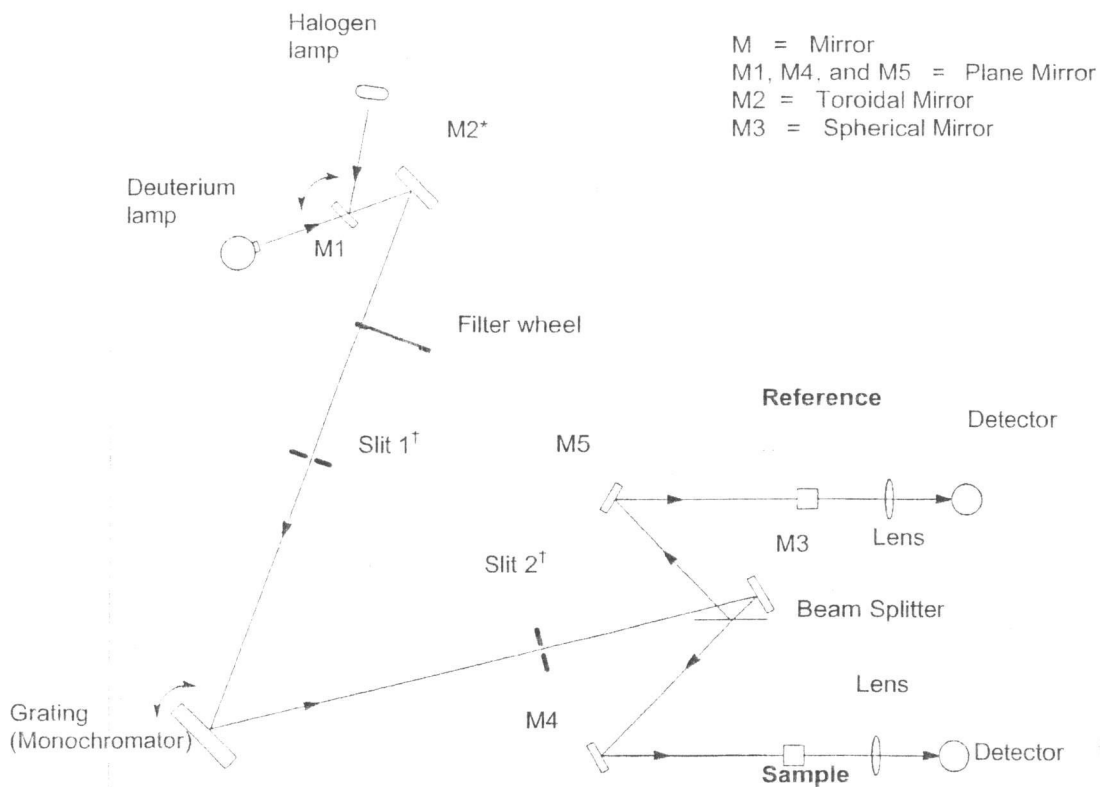 Halogen
lamp
M = Mirror
M1, M4, and M5 = Plane Mirror
M2 = Toroidal Mirror
M3 = Spherical Mirror
M2*
Deuterium
lamp
M1
Filter wheel
Reference
Detector
Slit 1†
M5
M3
Lens
Slit 2†
Beam Splitter
Lens
M4
Grating
(Monochromator)
Detector
Sample